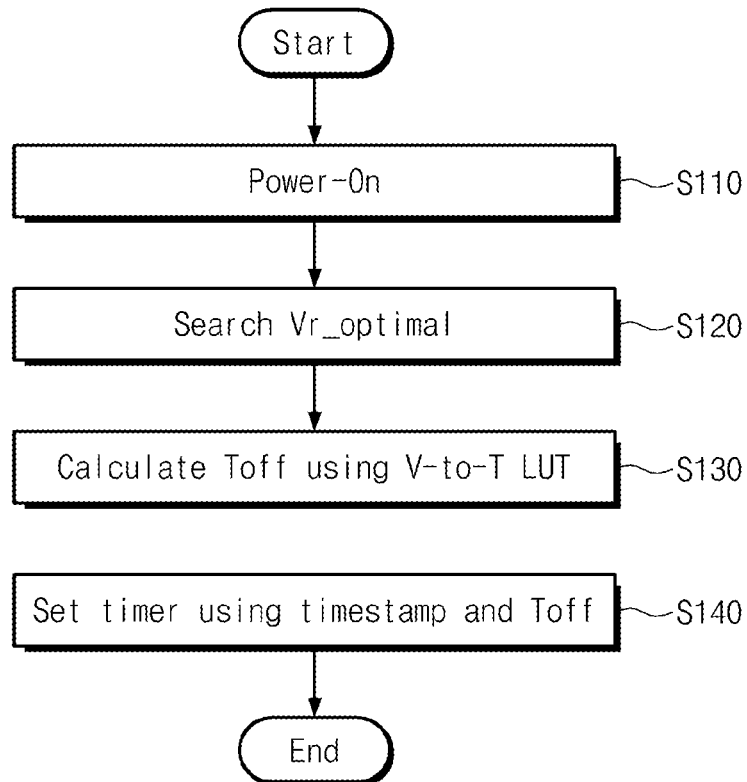 Start
Power-On
S110
Search Vr_optimal
S120
Calculate Toff using V-to-T LUT
S130
Set timer using timestamp and Toff
S140
End